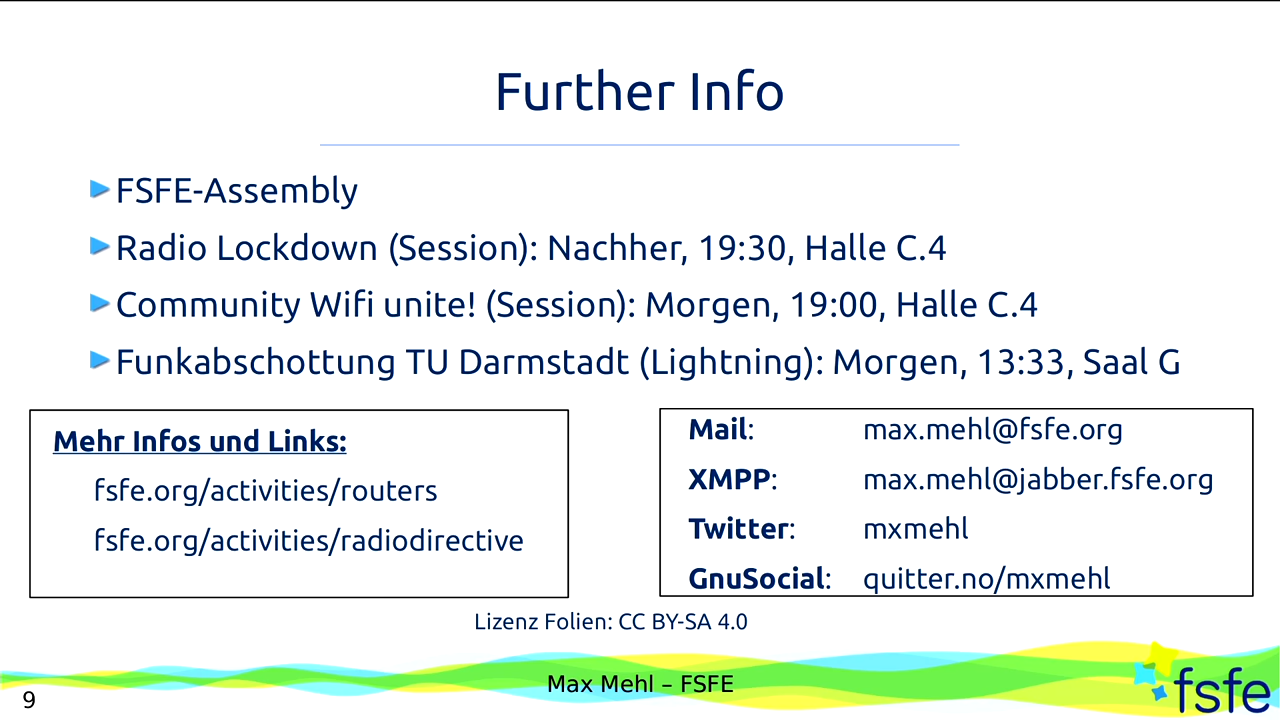 Further Info
FSFE-Assembly
Radio Lockdown (Session): Nachher, 19:30, Halle C.4
Community Wifi unite! (Session): Morgen, 19:00, Halle C.4
Funkabschottung TU Darmstadt (Lightning): Morgen, 13:33, Saal G
Mehr Infos und Links:
fsfe.org/activities/routers
fsfe.org/activities/radiodirective
Mail: max.mehl@fsfe.org
XMPP: max.mehl@jabber.fsfe.org
Twitter: mxmehl
GnuSocial: quitter.no/mxmehl
Lizenz Folien: CC BY-SA 4.0
9
Max Mehl – FSFE
fsfe